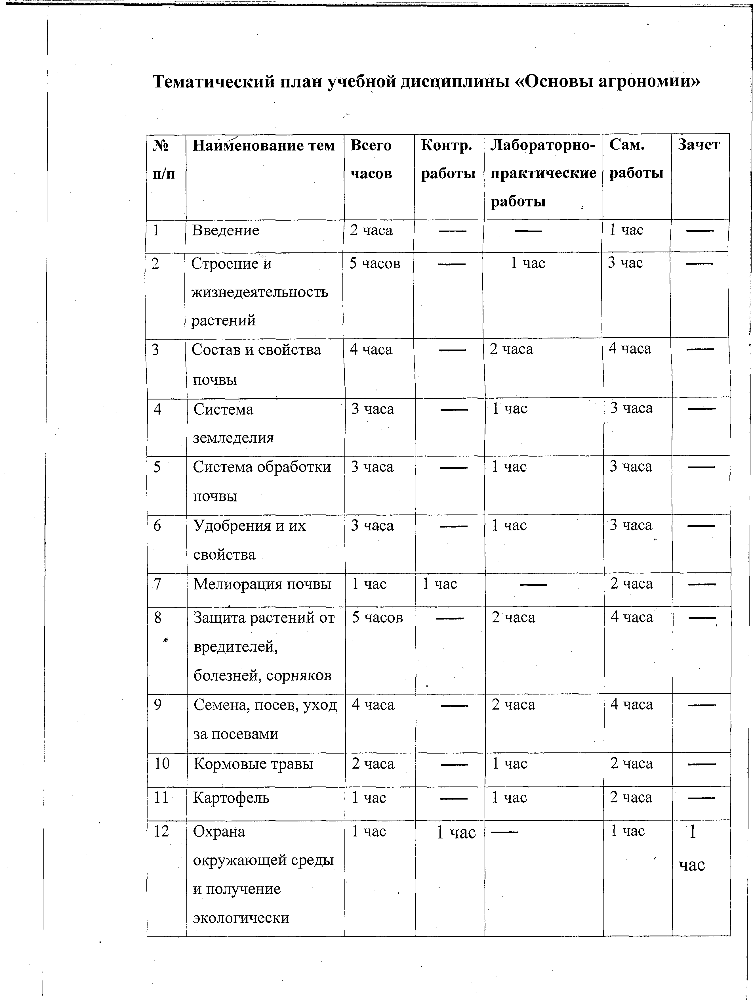 Тематический план учебной дисциплины «Основы агрономии»
№ п/п Наименование тем Всего часов Контр. работы Лабораторно-практические работы Сам. работы Зачет
1 Введение 2 часа — — 1 час —
2 Строение и 5 часов — 1 час 3 час —
жизнедеятельность
растений
3 Состав и свойства 4 часа — 2 часа 4 часа —
почвы
4 Система 3 часа — 1 час 3 часа —
земледелия
5 Система обработки 3 часа — 1 час 3 часа —
почвы
6 Удобрения и их 3 часа — 1 час 3 часа —
свойства
7 Мелиорация почвы 1 час 1 час — 2 часа —
8 Защита растений от 5 часов — 2 часа 4 часа —
вредителей,
болезней, сорняков
9 Семена, посев, уход 4 часа — 2 часа 4 часа —
за посевами
10 Кормовые травы 2 часа — 1 час 2 часа —
11 Картофель 1 час — 1 час 2 часа —
12 Охрана 1 час 1 час — 1 час 1
окружающей среды час
и получение
экологически